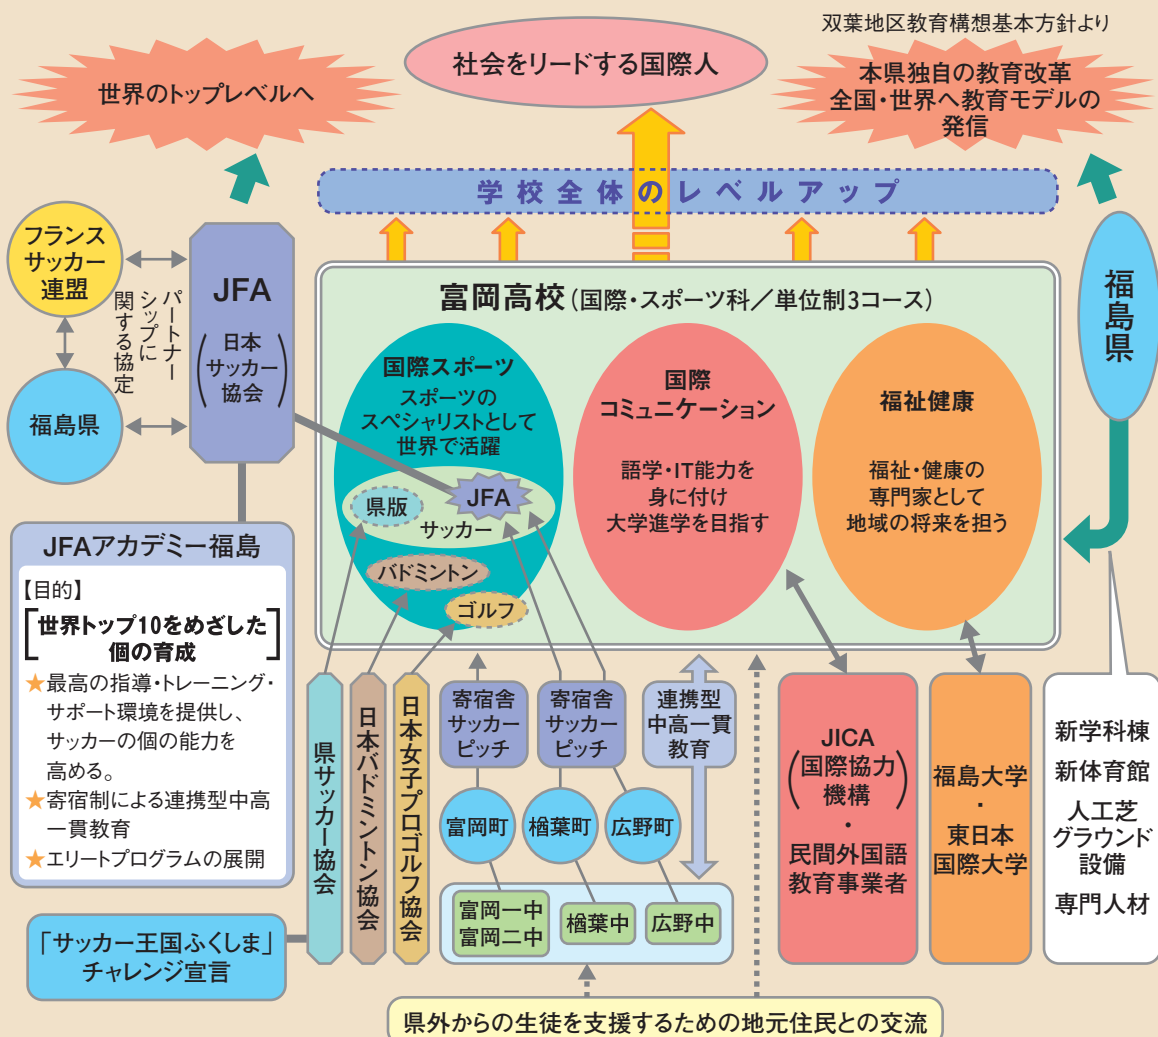 双葉地区教育構想基本方針より
社会をリードする国際人
世界のトップレベルへ
本県独自の教育改革
全国・世界へ教育モデルの
発信
学校全体のレベルアップ
フランス
サッカー
連盟
パートナー
シップに
関する協定
福島県
JFA
(日本
サッカー
協会)
富岡高校(国際・スポーツ科／単位制3コース)
国際スポーツ
スポーツの
スペシャリストとして
世界で活躍
JFA
県版
サッカー
バドミントン
ゴルフ
国際
コミュニケーション
語学・IT能力を
身に付け
大学進学を目指す
福祉健康
福祉・健康の
専門家として
地域の将来を担う
福島県
JFAアカデミー福島
【目的】
[世界トップ10をめざした
個の育成]
★最高の指導・トレーニング・
サポート環境を提供し、
サッカーの個の能力を
高める。
★寄宿制による連携型中高
一貫教育
★エリートプログラムの展開
「サッカー王国ふくしま」
チャレンジ宣言
県サッカー協会
日本バドミントン協会
日本女子プロゴルフ協会
寄宿舎
サッカー
ピッチ
寄宿舎
サッカー
ピッチ
連携型
中高一貫
教育
富岡町
楢葉町
広野町
富岡一中
富岡二中
楢葉中
広野中
JICA
(国際協力
機構)
・
民間外国語
教育事業者
福島大学
・
東日本
国際大学
新学科棟
新体育館
人工芝
グラウンド
設備
専門人材
県外からの生徒を支援するための地元住民との交流